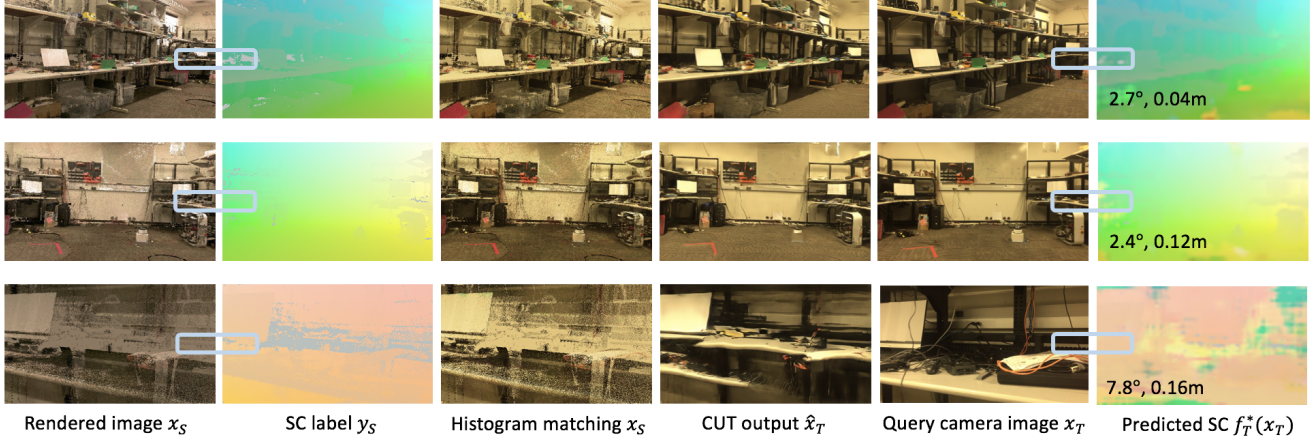 2.7°, 0.04m
2.4°, 0.12m
7.8°, 0.16m
Rendered image x_S
SC label y_S
Histogram matching x_S
CUT output x̂_T
Query camera image x_T
Predicted SC f_T^*(x_T)